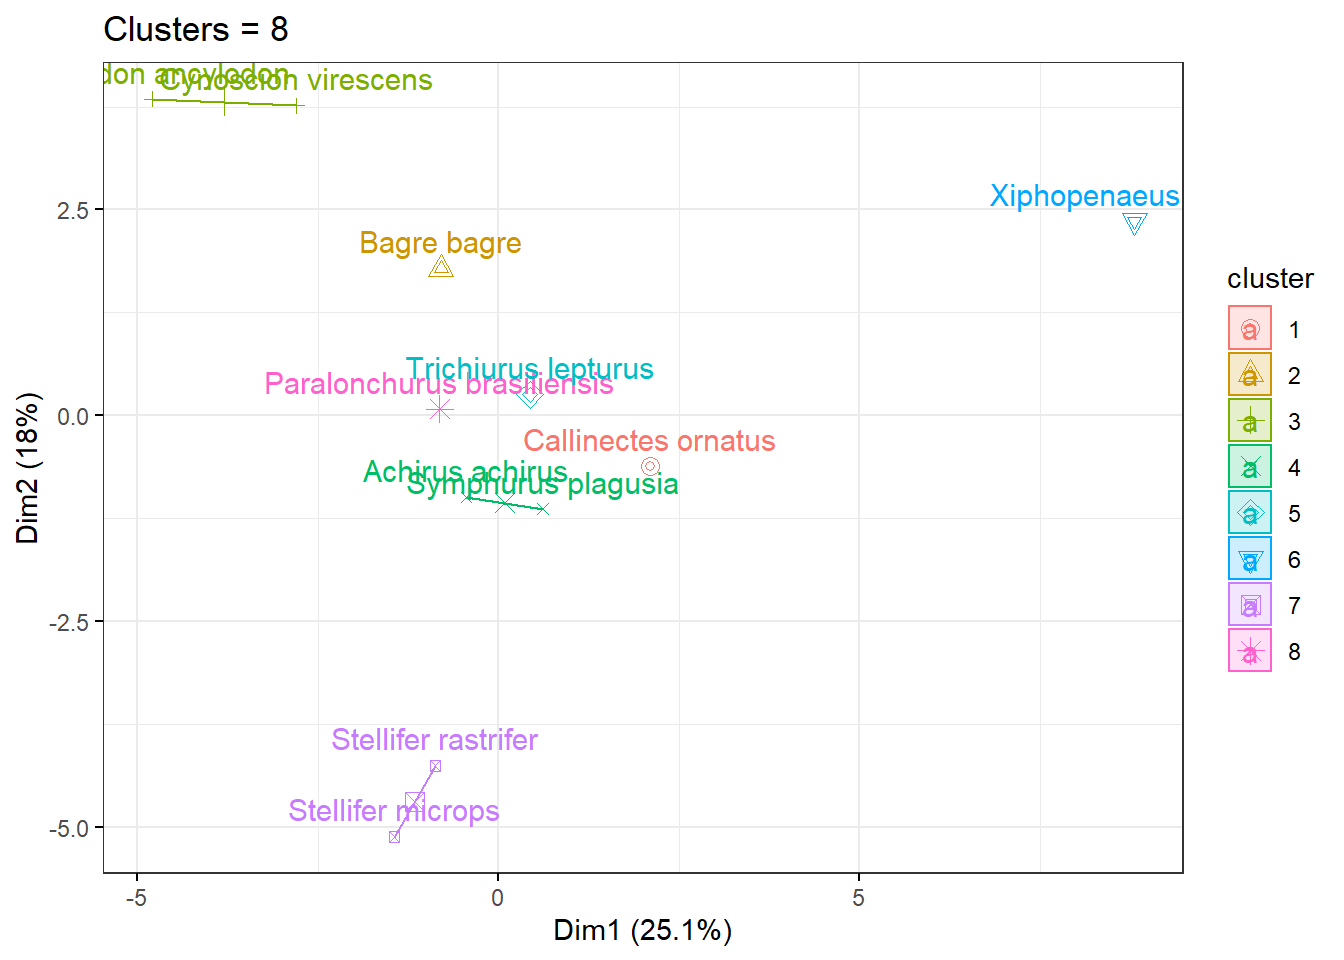 Clusters = 8
don ancylodon
Cynoscion virescens
Xiphopenaeus
Bagre bagre
Trichiurus lepturus
Paralonchurus brasiliensis
Callinectes ornatus
Achirus achirus
Symphurus plagusia
Stellifer rastrifer
Stellifer microps
2.5
0.0
-2.5
-5.0
-5
0
5
Dim1 (25.1%)
Dim2 (18%)
cluster
a 1
a 2
a 3
a 4
a 5
a 6
a 7
a 8